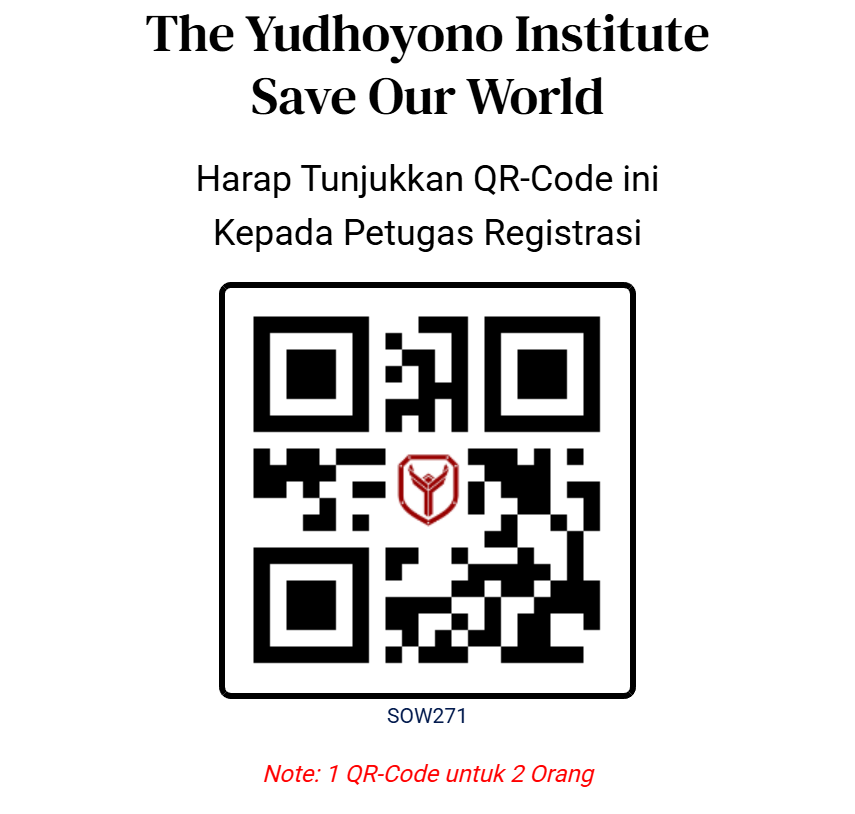 The Yudhoyono Institute
Save Our World
Harap Tunjukkan QR-Code ini
Kepada Petugas Registrasi
SOW271
Note: 1 QR-Code untuk 2 Orang